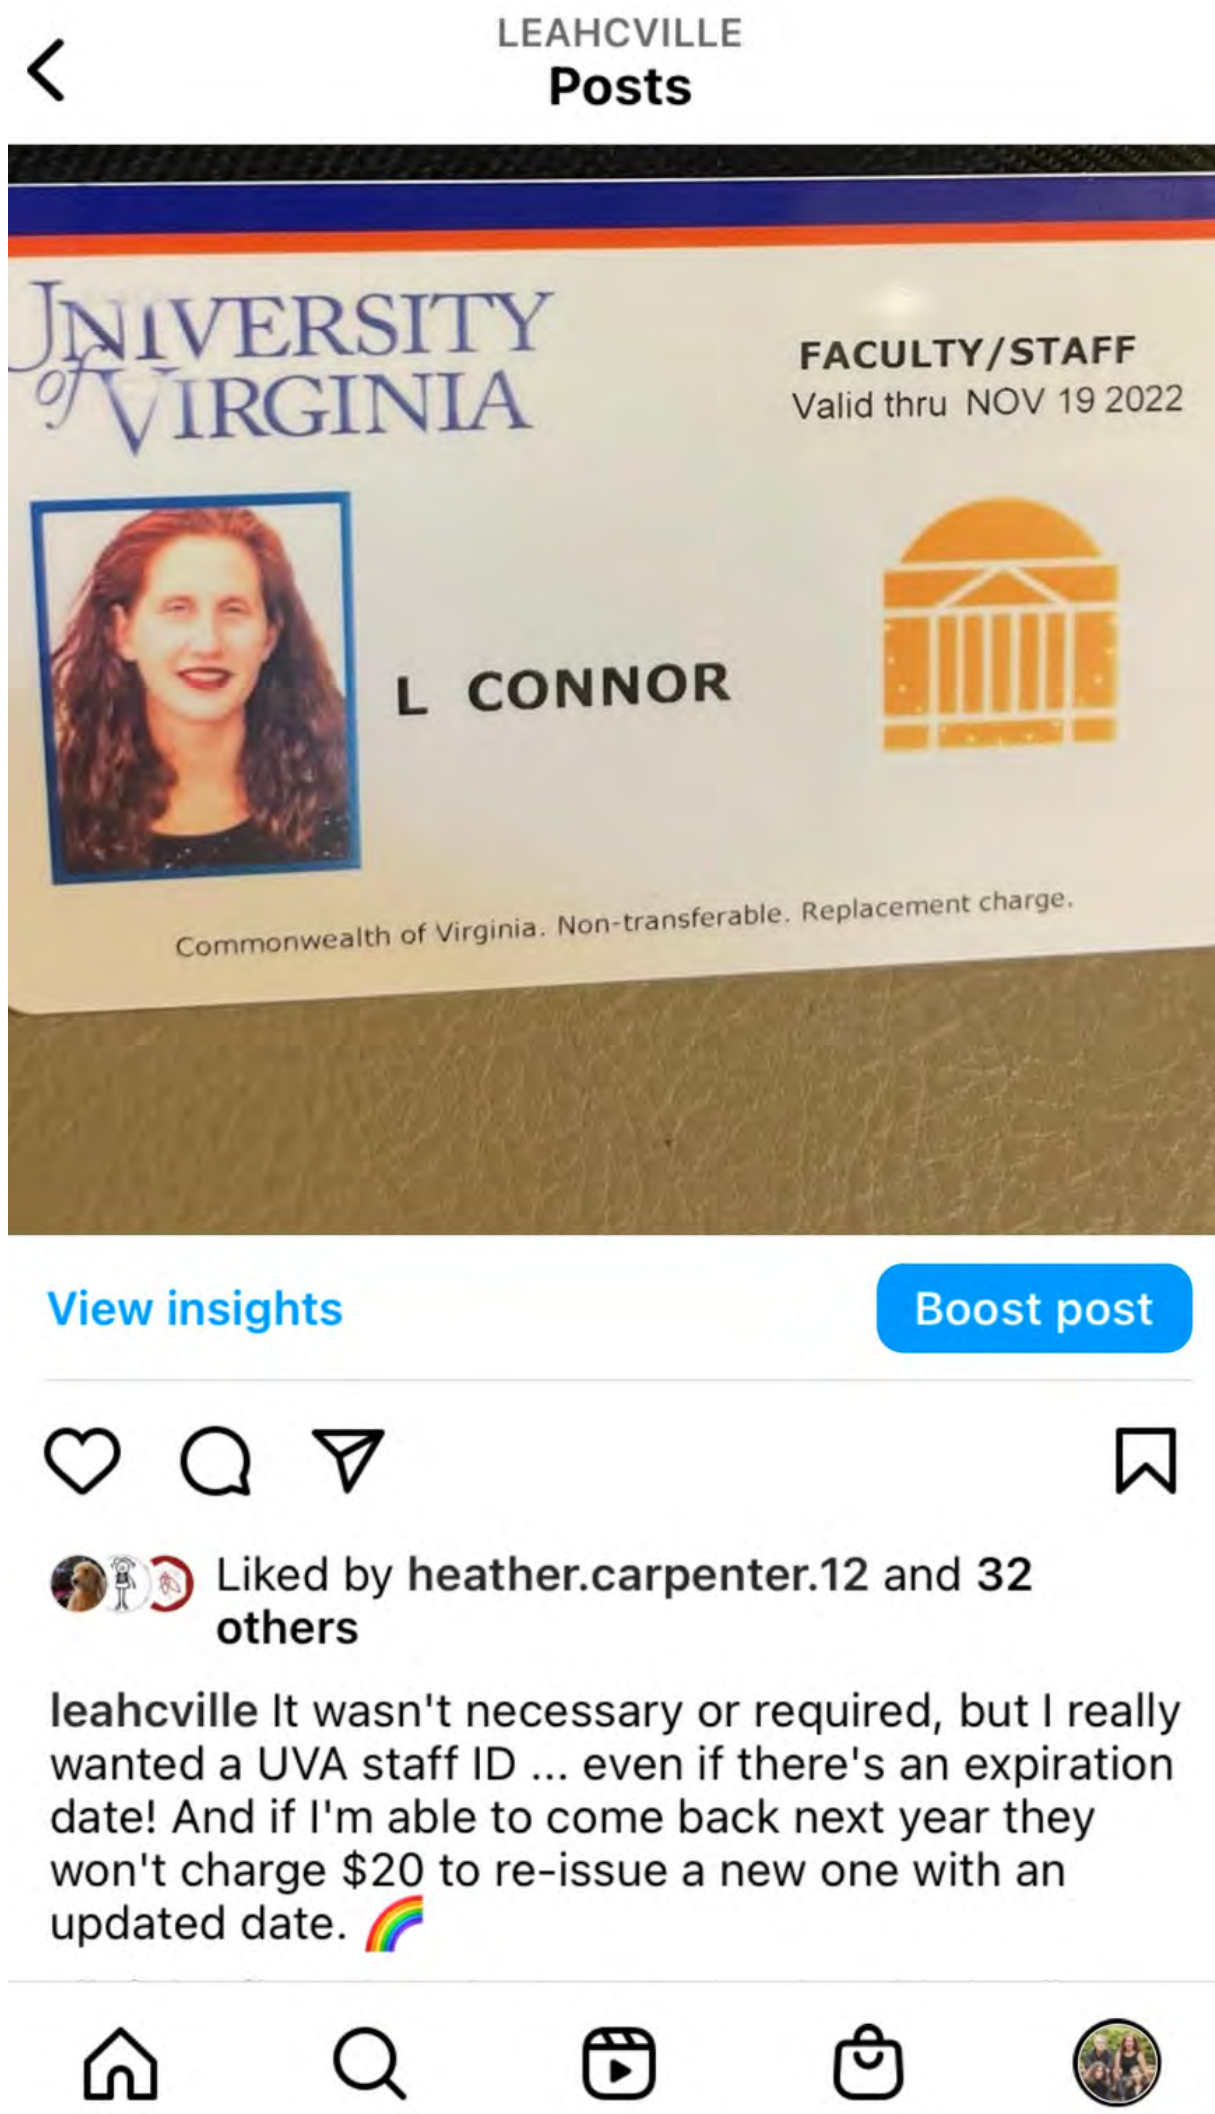 LEAHCVILLE
Posts
UNIVERSITY
of VIRGINIA
FACULTY/STAFF
Valid thru NOV 19 2022
L CONNOR
Commonwealth of Virginia. Non-transferable. Replacement charge.
View insights
Boost post
Liked by heather.carpenter.12 and 32
others
leahcville It wasn't necessary or required, but I really
wanted a UVA staff ID ... even if there's an expiration
date! And if I'm able to come back next year they
won't charge $20 to re-issue a new one with an
updated date. 🌈